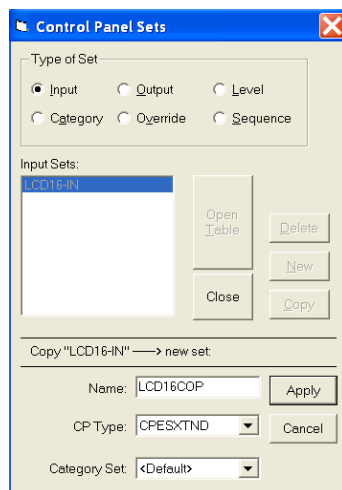 Control Panel Sets
Type of Set
Input Output Level
Category Override Sequence
Input Sets:
LCD16-IN
Open
Table
Delete
New
Close
Copy
Copy "LCD16-IN" ---> new set:
Name: LCD16COP Apply
CP Type: CPESXTND Cancel
Category Set: <Default>